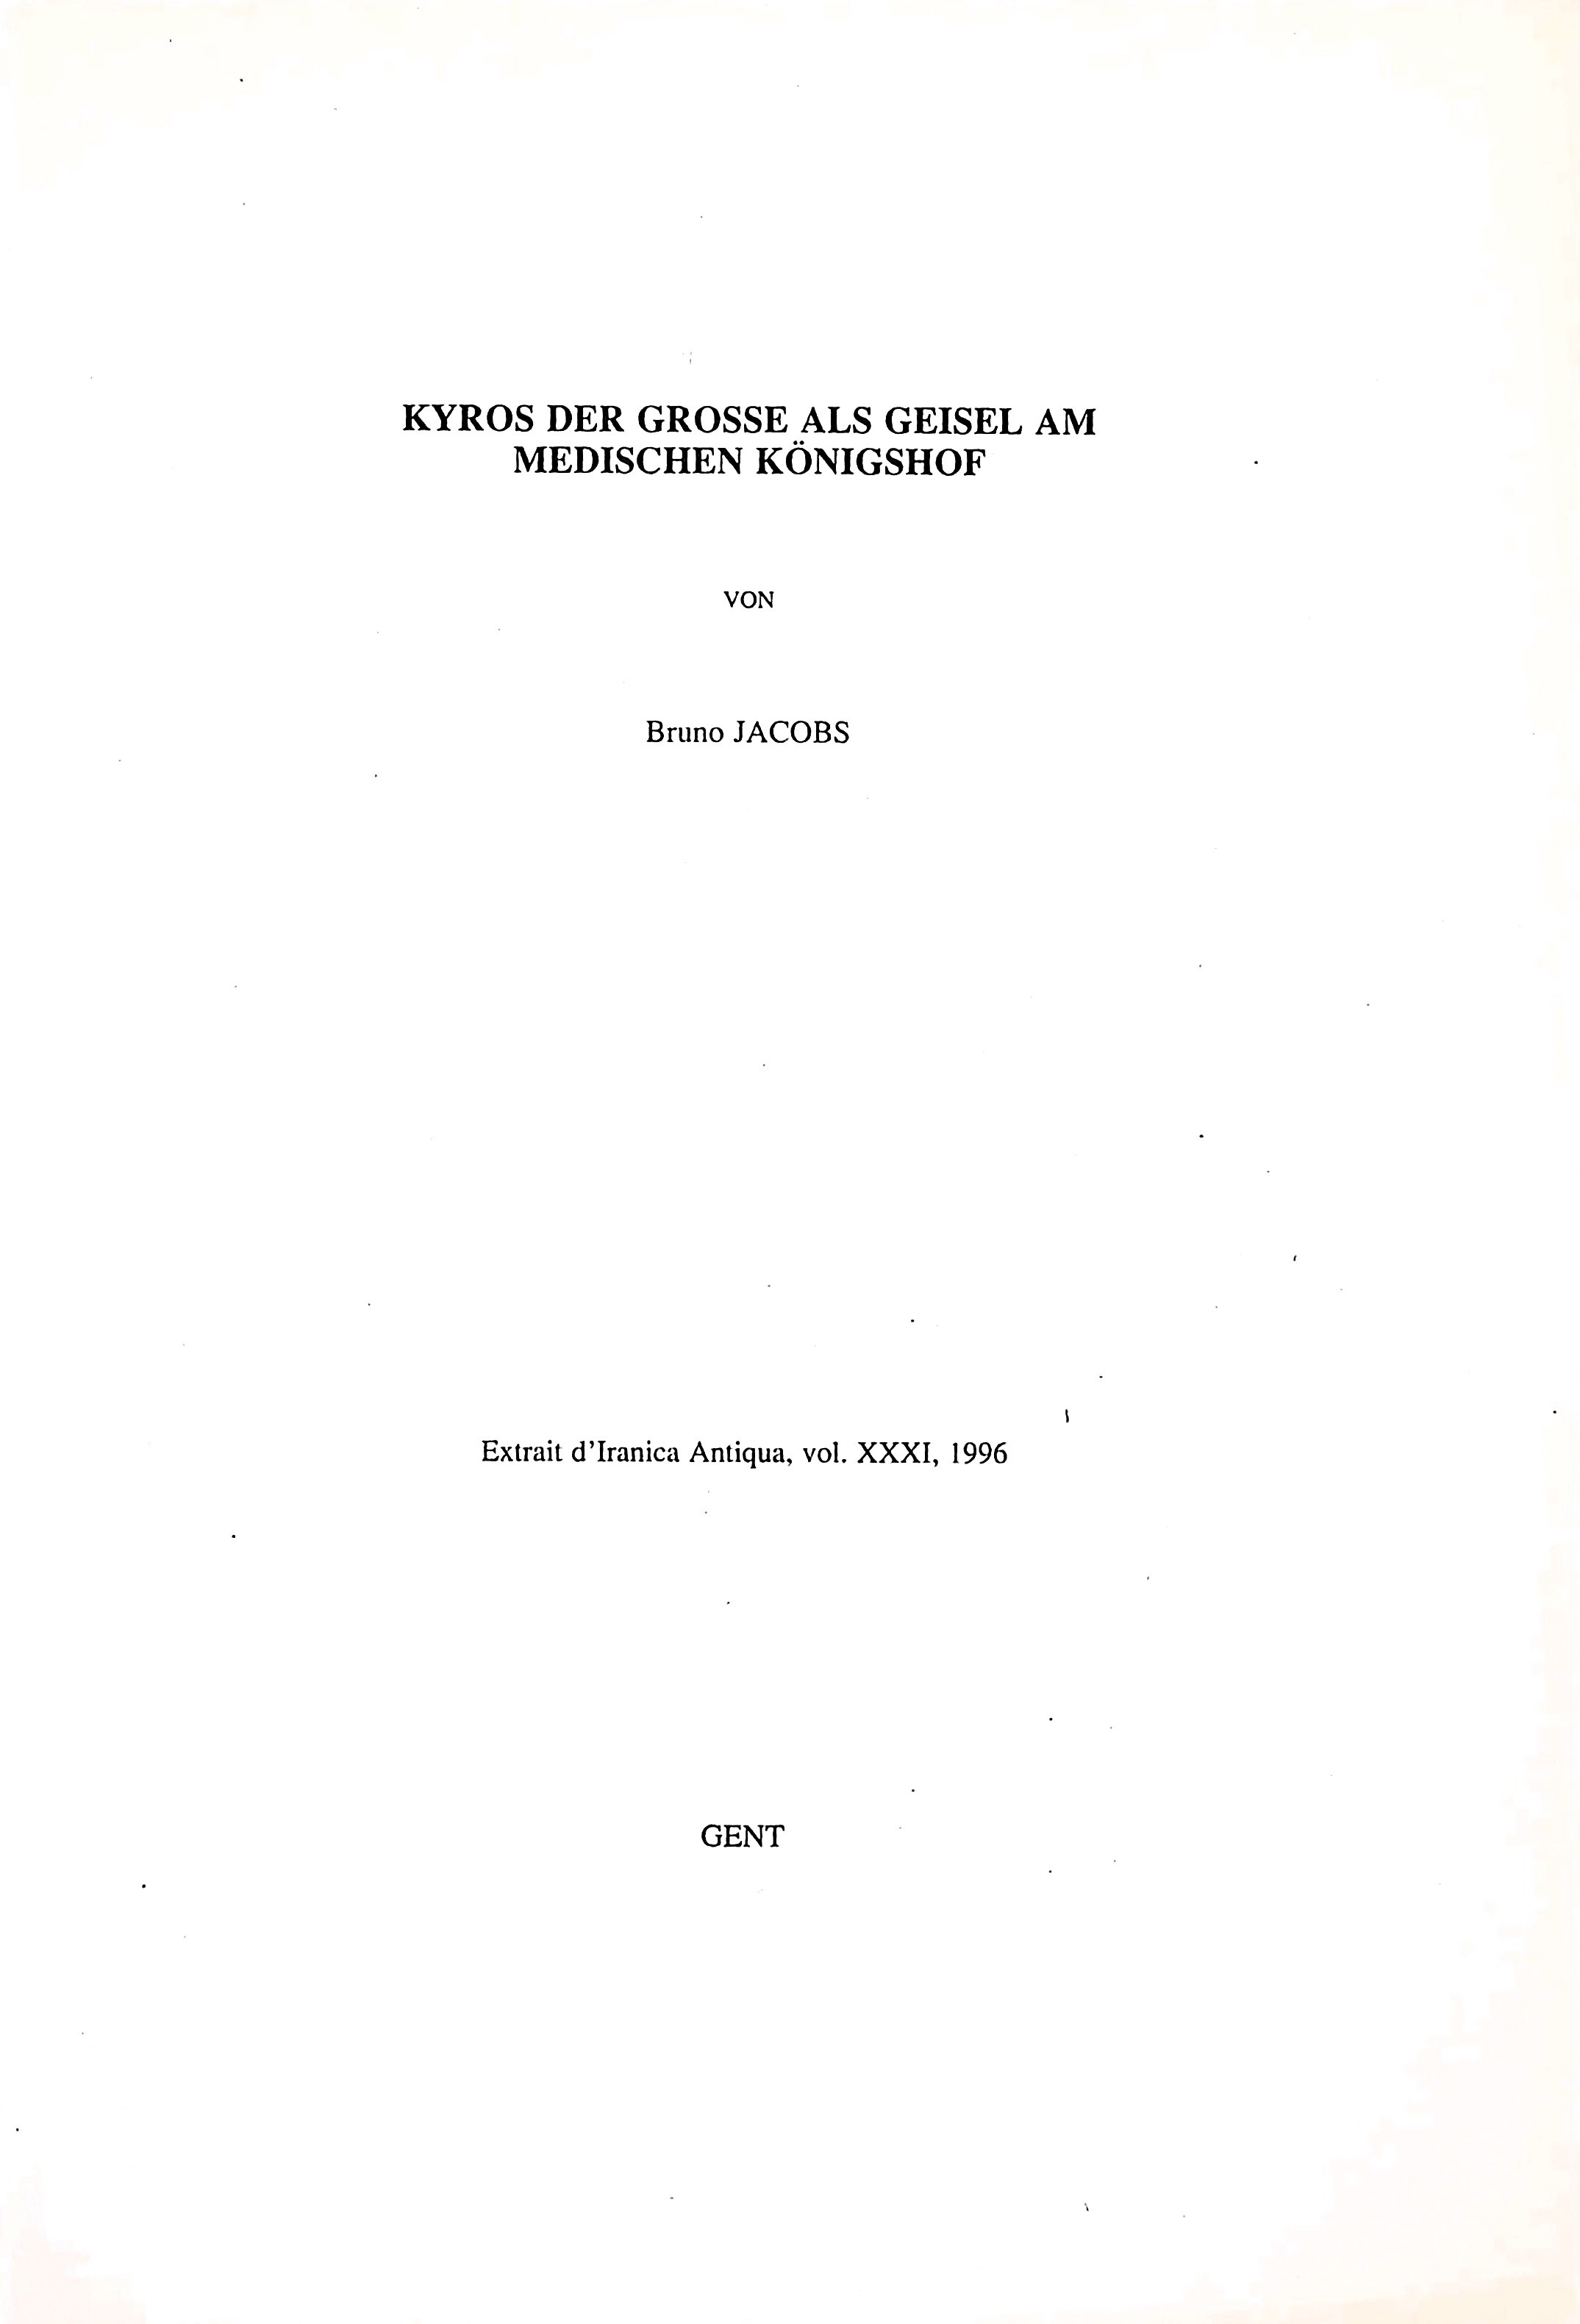 KYROS DER GROSSE ALS GEISEL AM
MEDISCHEN KÖNIGSHOF
VON
Bruno JACOBS
Extrait d'Iranica Antiqua, vol. XXXI, 1996
GENT